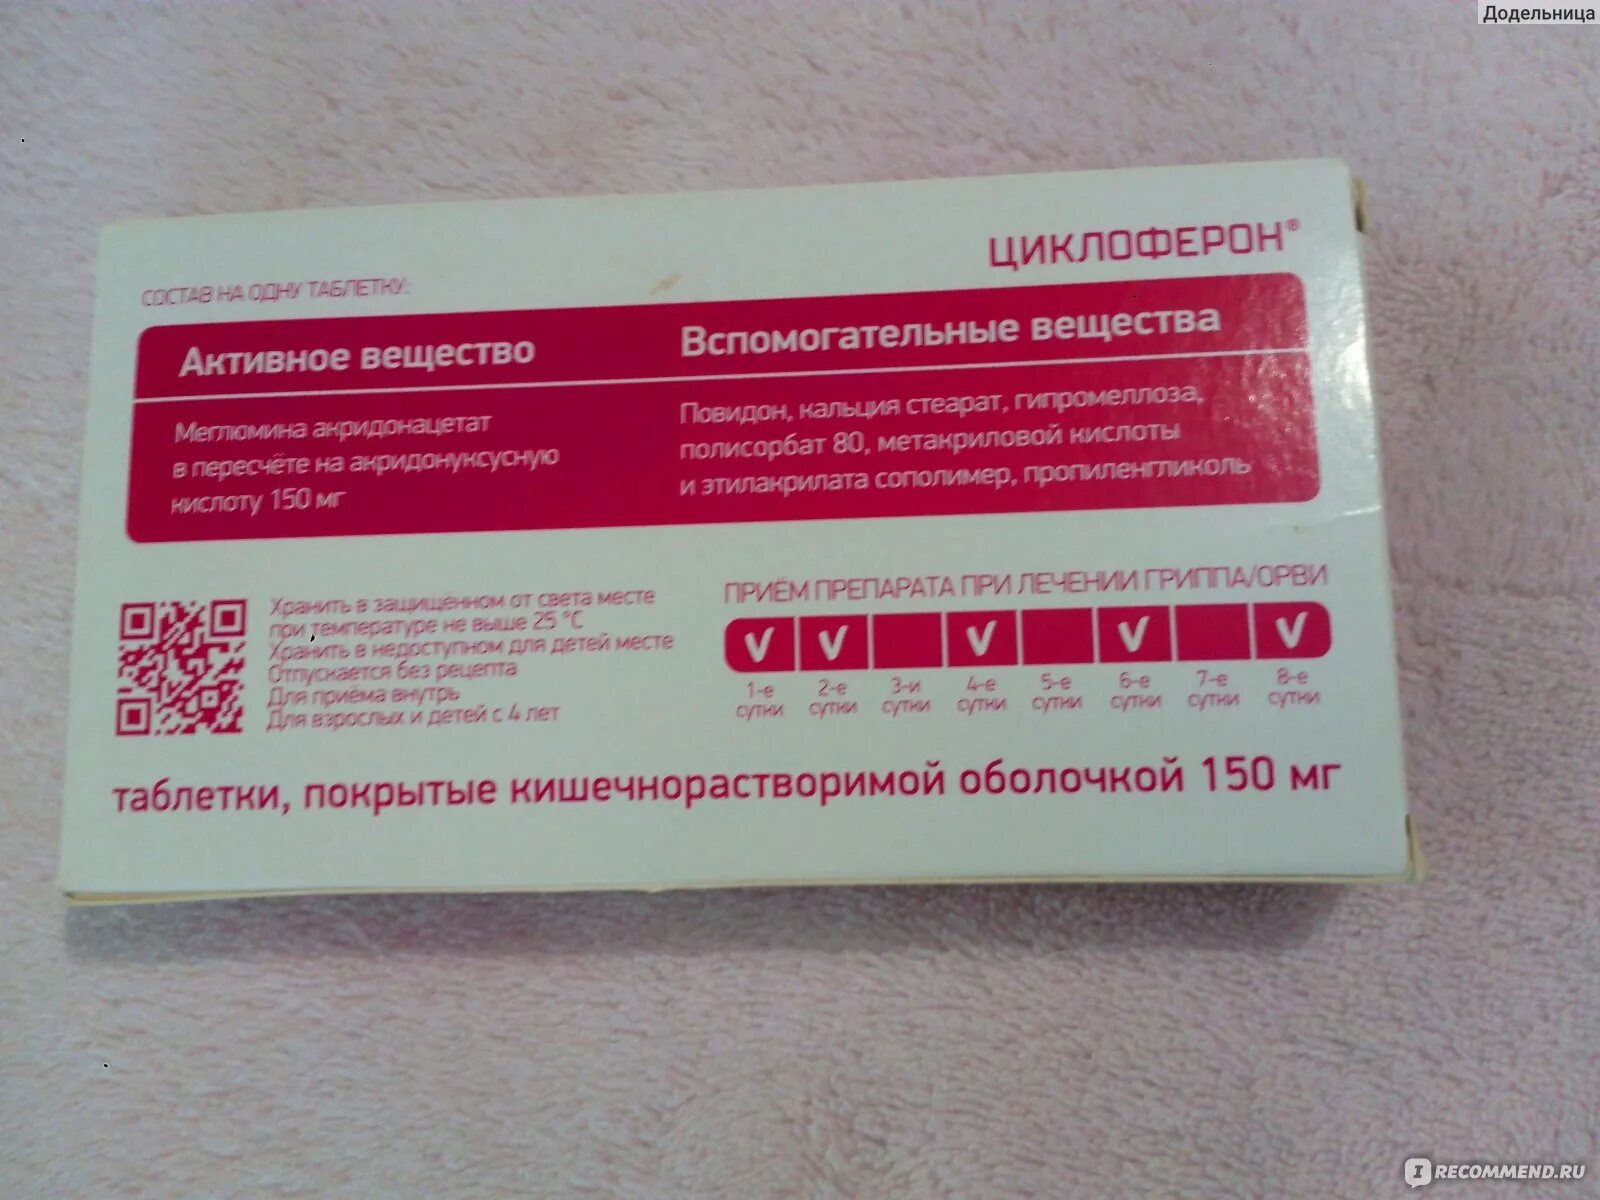 Додельница
ЦИКЛОФЕРОН®
СОСТАВ НА ОДНУ ТАБЛЕТКУ:
Активное вещество
Меглюмина акридонацетат
в пересчёте на акридонуксусную
кислоту 150 мг
Вспомогательные вещества
Повидон, кальция стеарат, гипромеллоза,
полисорбат 80, метакриловой кислоты
и этилакрилата сополимер, пропиленгликоль
Хранить в защищённом от света месте
при температуре не выше 25 °С
Хранить в недоступном для детей месте
Отпускается без рецепта
Для приёма внутрь
Для взрослых и детей с 4 лет
ПРИЁМ ПРЕПАРАТА ПРИ ЛЕЧЕНИИ ГРИППА/ОРВИ
V V V V V
1-е 2-е 3-и 4-е 5-е 6-е 7-е 8-е
сутки сутки сутки сутки сутки сутки сутки сутки
таблетки, покрытые кишечнорастворимой оболочкой 150 мг
IRECOMMEND.RU